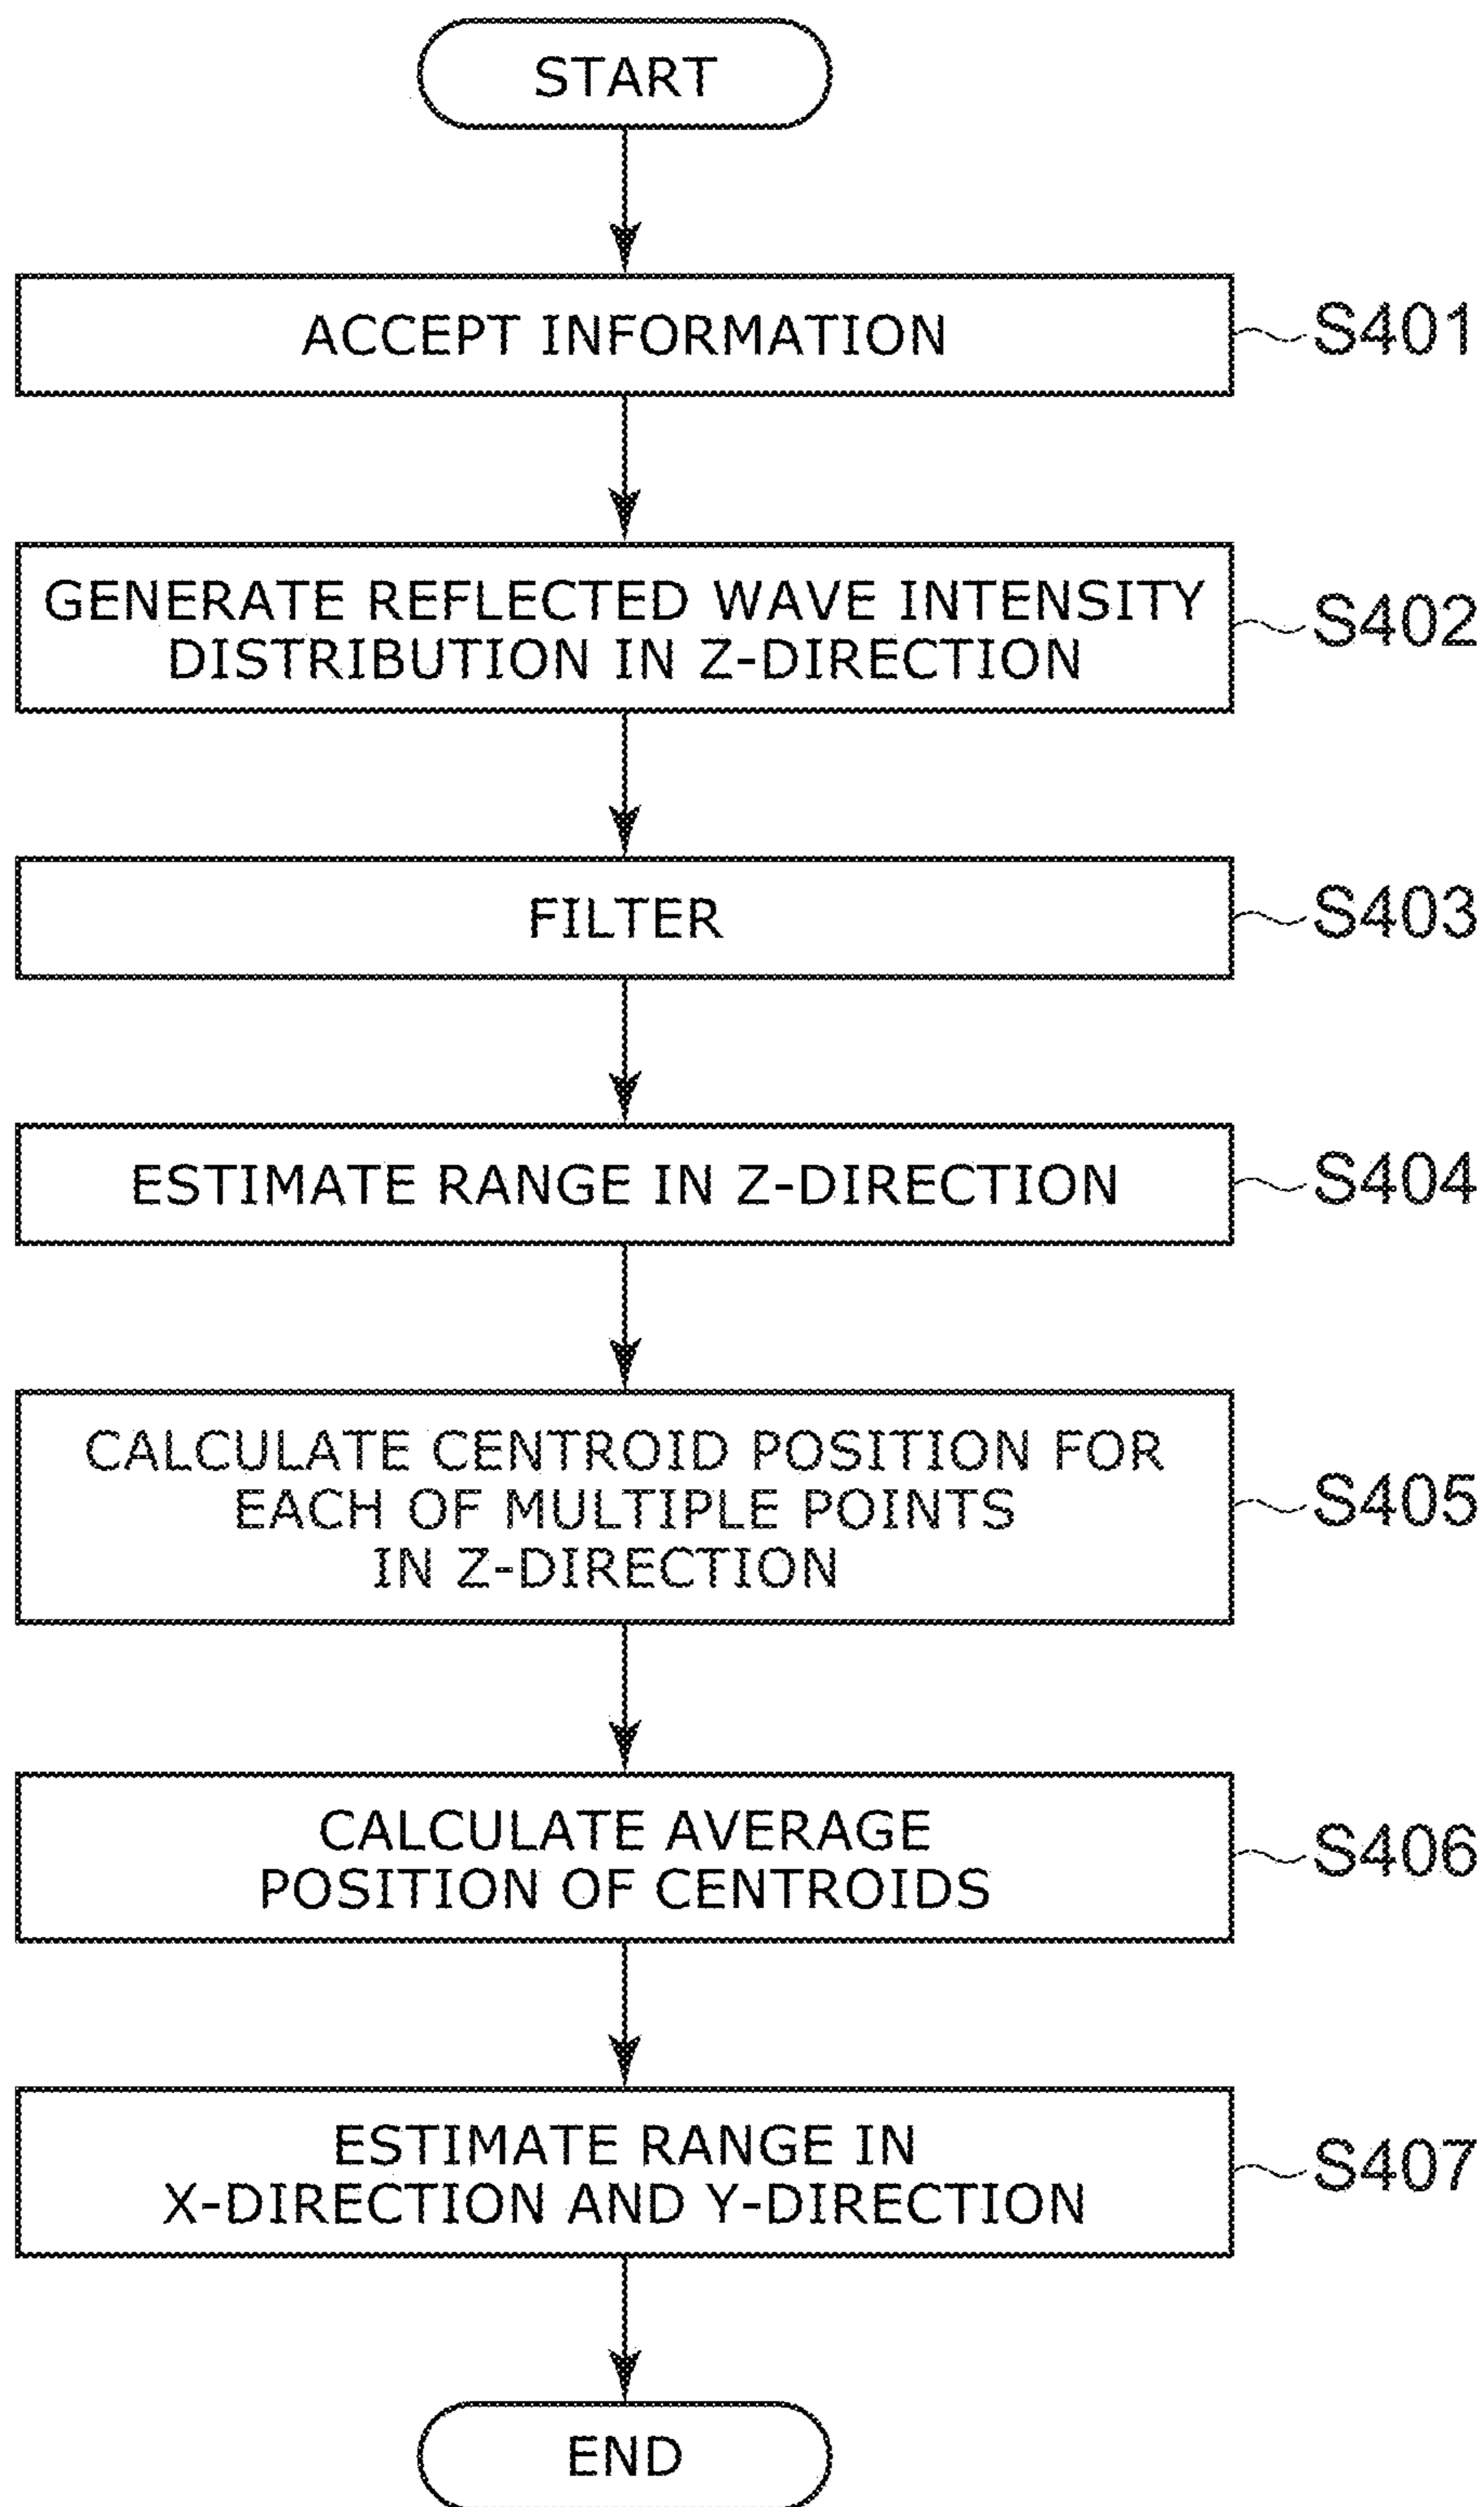 START
ACCEPT INFORMATION
S401
GENERATE REFLECTED WAVE INTENSITY
DISTRIBUTION IN Z-DIRECTION
S402
FILTER
S403
ESTIMATE RANGE IN Z-DIRECTION
S404
CALCULATE CENTROID POSITION FOR
EACH OF MULTIPLE POINTS
IN Z-DIRECTION
S405
CALCULATE AVERAGE
POSITION OF CENTROIDS
S406
ESTIMATE RANGE IN
X-DIRECTION AND Y-DIRECTION
S407
END